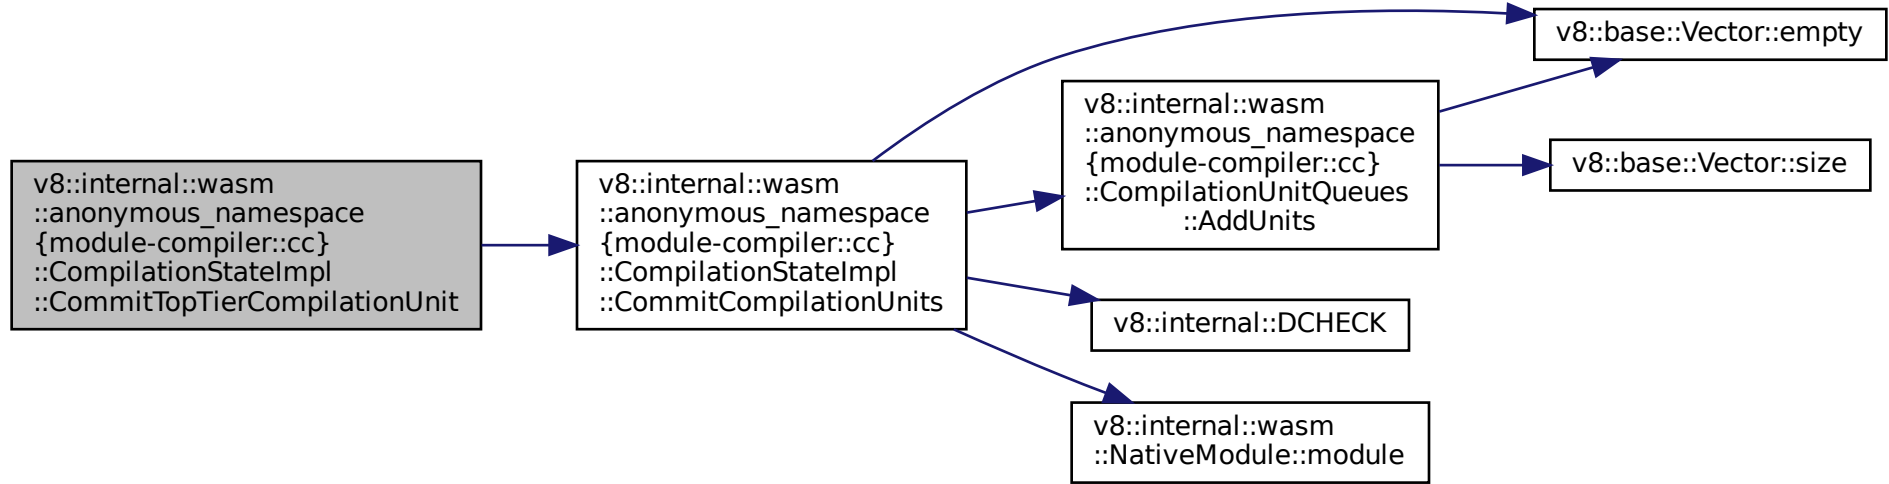 v8::internal::wasm
::anonymous_namespace
{module-compiler::cc}
::CompilationStateImpl
::CommitTopTierCompilationUnit
v8::internal::wasm
::anonymous_namespace
{module-compiler::cc}
::CompilationStateImpl
::CommitCompilationUnits
v8::base::Vector::empty
v8::internal::wasm
::anonymous_namespace
{module-compiler::cc}
::CompilationUnitQueues
::AddUnits
v8::base::Vector::size
v8::internal::DCHECK
v8::internal::wasm
::NativeModule::module